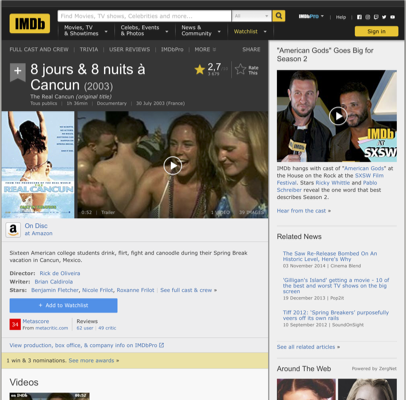 IMDb
Find Movies, TV shows, Celebrities and more...
All
IMDbPro
Help
Movies, TV
& Showtimes
Celebs, Events
& Photos
News &
Community
Watchlist
Sign in
FULL CAST AND CREW | TRIVIA | USER REVIEWS | IMDbPro | MORE
SHARE
8 jours & 8 nuits à
Cancun (2003)
The Real Cancun (original title)
Tous publics | 1h 36min | Documentary | 30 July 2003 (France)
2,7
Rate
This
REAL CANCUN
0:52 | Trailer
On Disc
at Amazon
Sixteen American college students drink, flirt, fight and canoodle during their Spring Break
vacation in Cancun, Mexico.
Director: Rick de Oliveira
Writer: Brian Caldirola
Stars: Benjamin Fletcher, Nicole Frilot, Roxanne Frilot | See full cast & crew »
+ Add to Watchlist
34
Metascore
From metacritic.com
Reviews
62 user | 49 critic
View production, box office, & company info on IMDbPro
1 win & 3 nominations. See more awards »
Videos
"American Gods" Goes Big for
Season 2
IMDb
at
SXSW
IMDb hangs with cast of "American Gods" at
the House on the Rock at the SXSW Film
Festival. Stars Ricky Whittle and Pablo
Schreiber reveal the one word that best
describes Season 2.
Hear from the cast »
Related News
The Saw Re-Release Bombed On An
Historic Level, Here's Why
03 November 2014 | Cinema Blend
'Gilligan's Island' getting a movie - 10 of
the best and worst TV shows on the big
screen
19 December 2013 | Pop2it
Tiff 2012: 'Spring Breakers' purposefully
veers off its own rails
10 September 2012 | SoundOnSight
See all related articles »
Around The Web
Powered by ZergNet